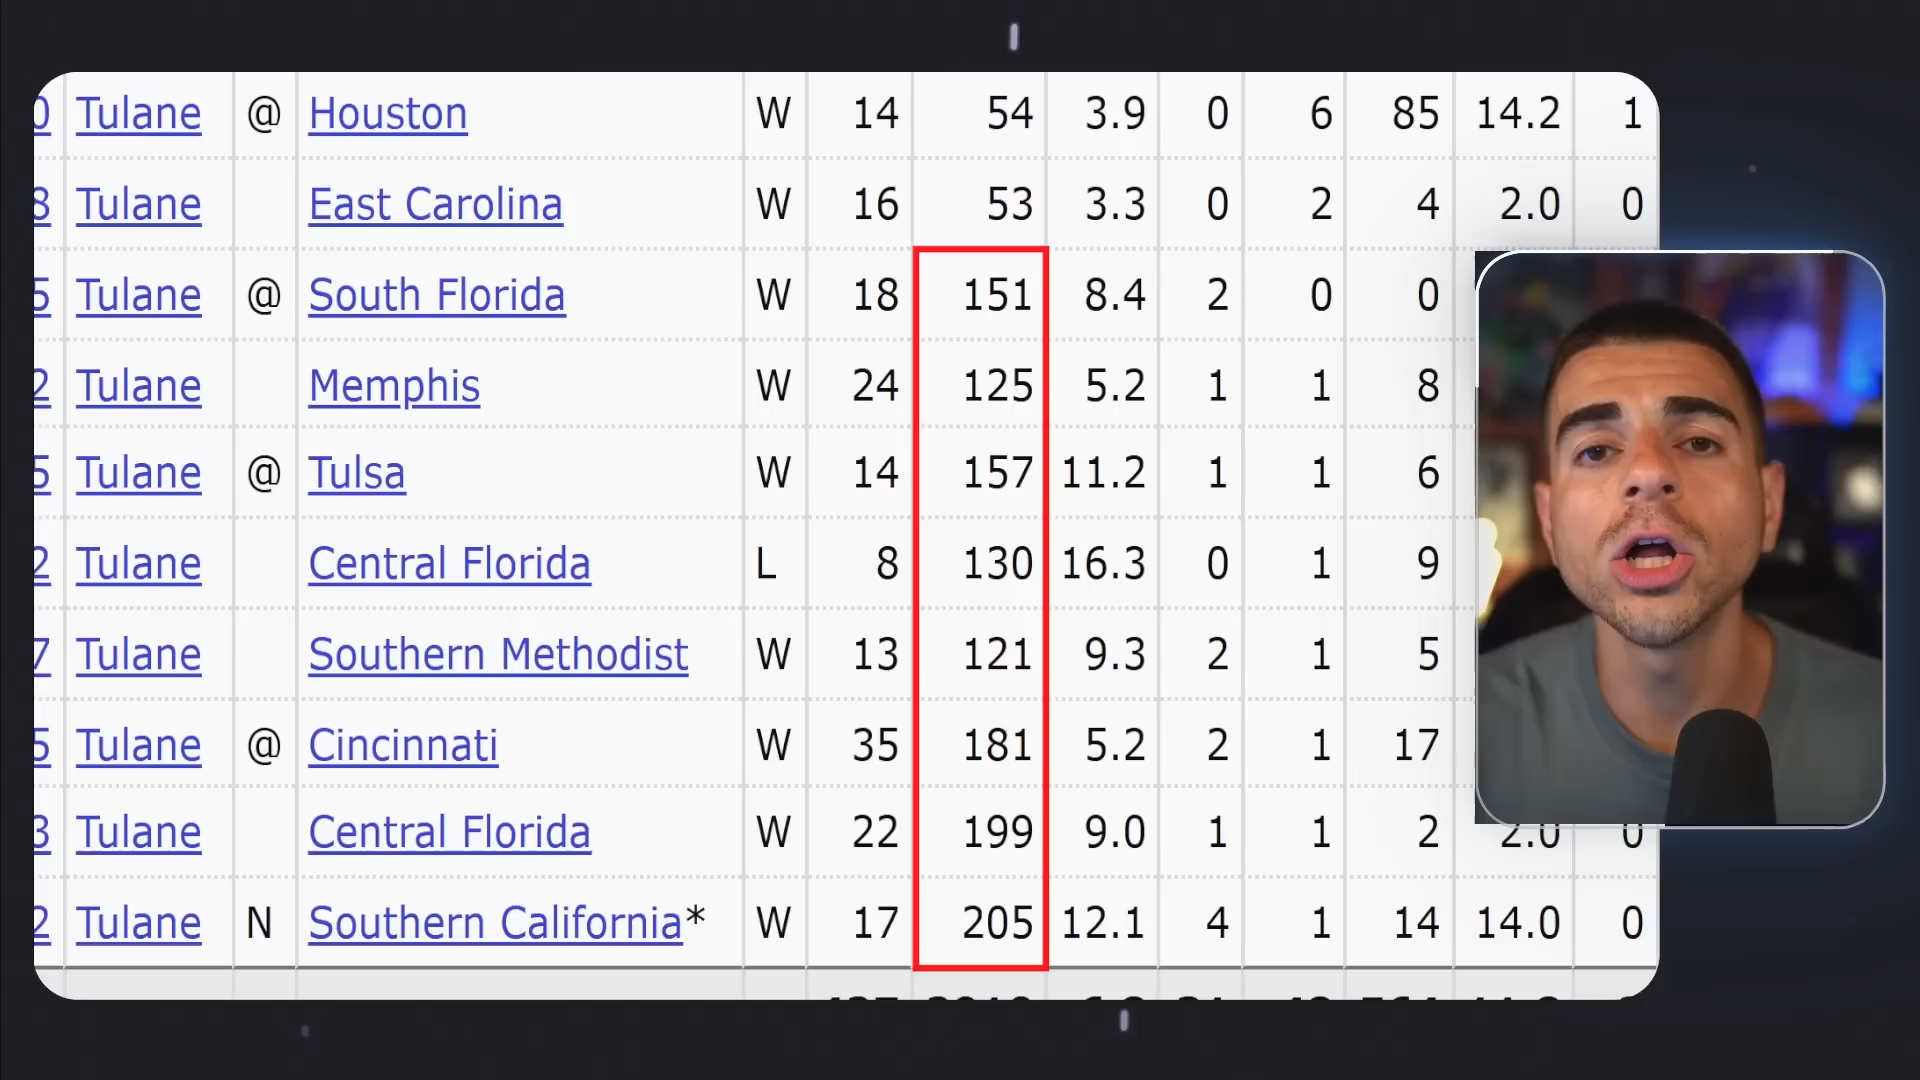 0 Tulane @ Houston W 14 54 3.9 0 6 85 14.2 1
8 Tulane East Carolina W 16 53 3.3 0 2 4 2.0 0
5 Tulane @ South Florida W 18 151 8.4 2 0 0
2 Tulane Memphis W 24 125 5.2 1 1 8
5 Tulane @ Tulsa W 14 157 11.2 1 1 6
2 Tulane Central Florida L 8 130 16.3 0 1 9
7 Tulane Southern Methodist W 13 121 9.3 2 1 5
5 Tulane @ Cincinnati W 35 181 5.2 2 1 17
3 Tulane Central Florida W 22 199 9.0 1 1 2 2.0 0
2 Tulane N Southern California* W 17 205 12.1 4 1 14 14.0 0